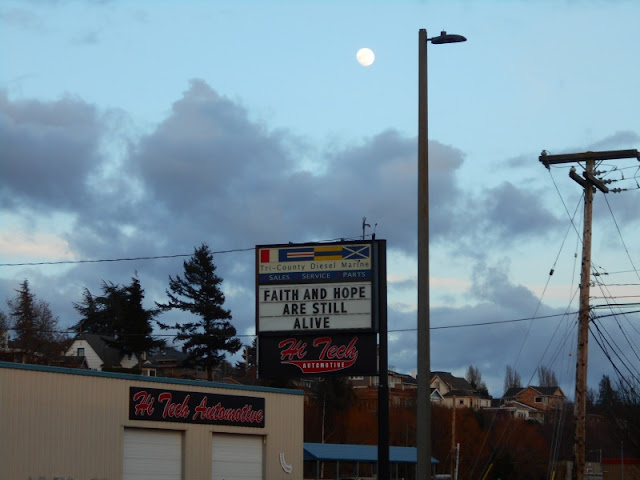 Tri-County Diesel Marine
SALES SERVICE PARTS
FAITH AND HOPE
ARE STILL
ALIVE
Hi Tech
AUTOMOTIVE
Hi Tech Automotive